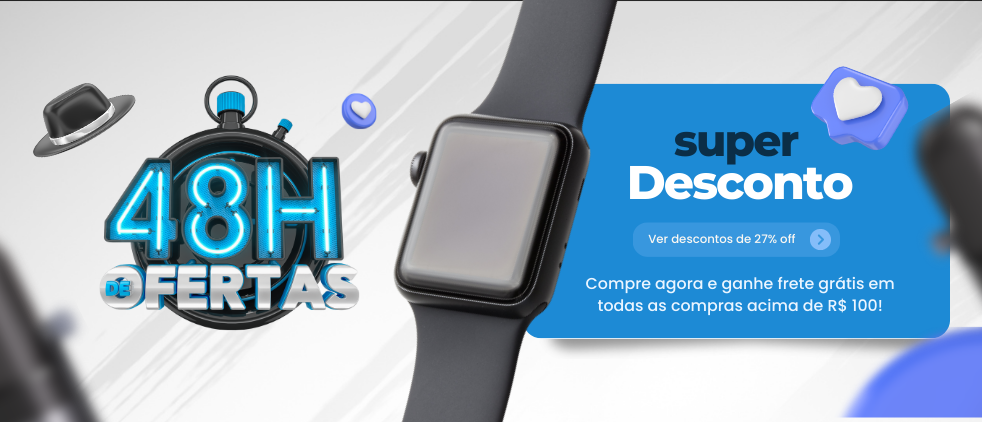 48H
DE OFERTAS
super
Desconto
Ver descontos de 27% off
Compre agora e ganhe frete grátis em
todas as compras acima de R$ 100!